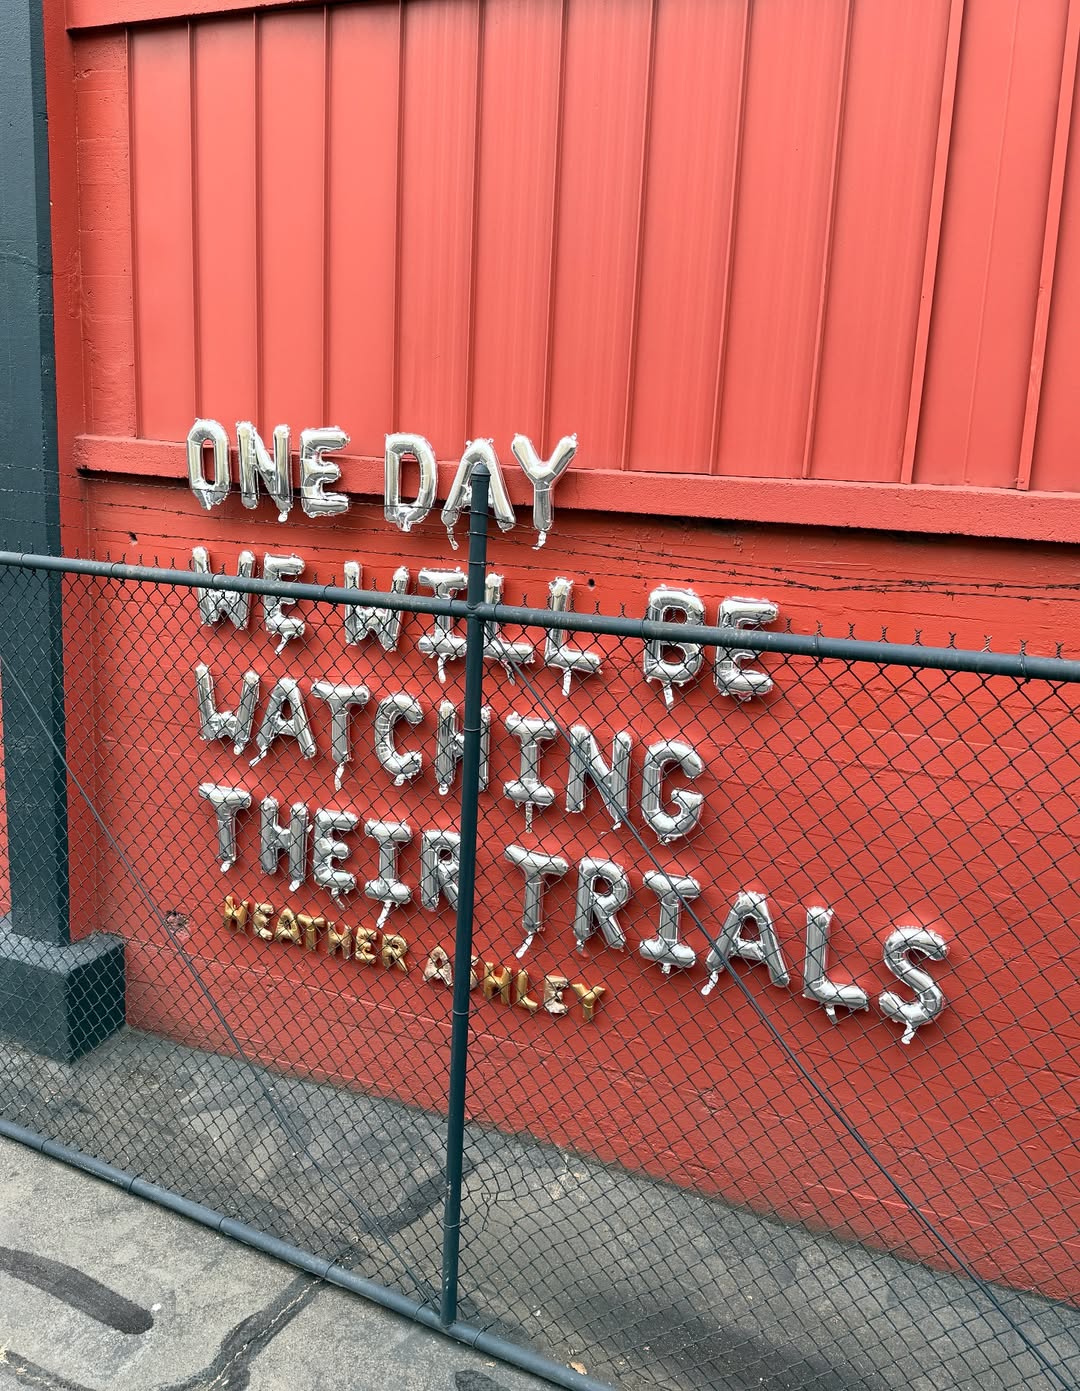 ONE DAY
WE WILL BE
WATCHING
THEIR TRIALS
HEATHER ASHLEY